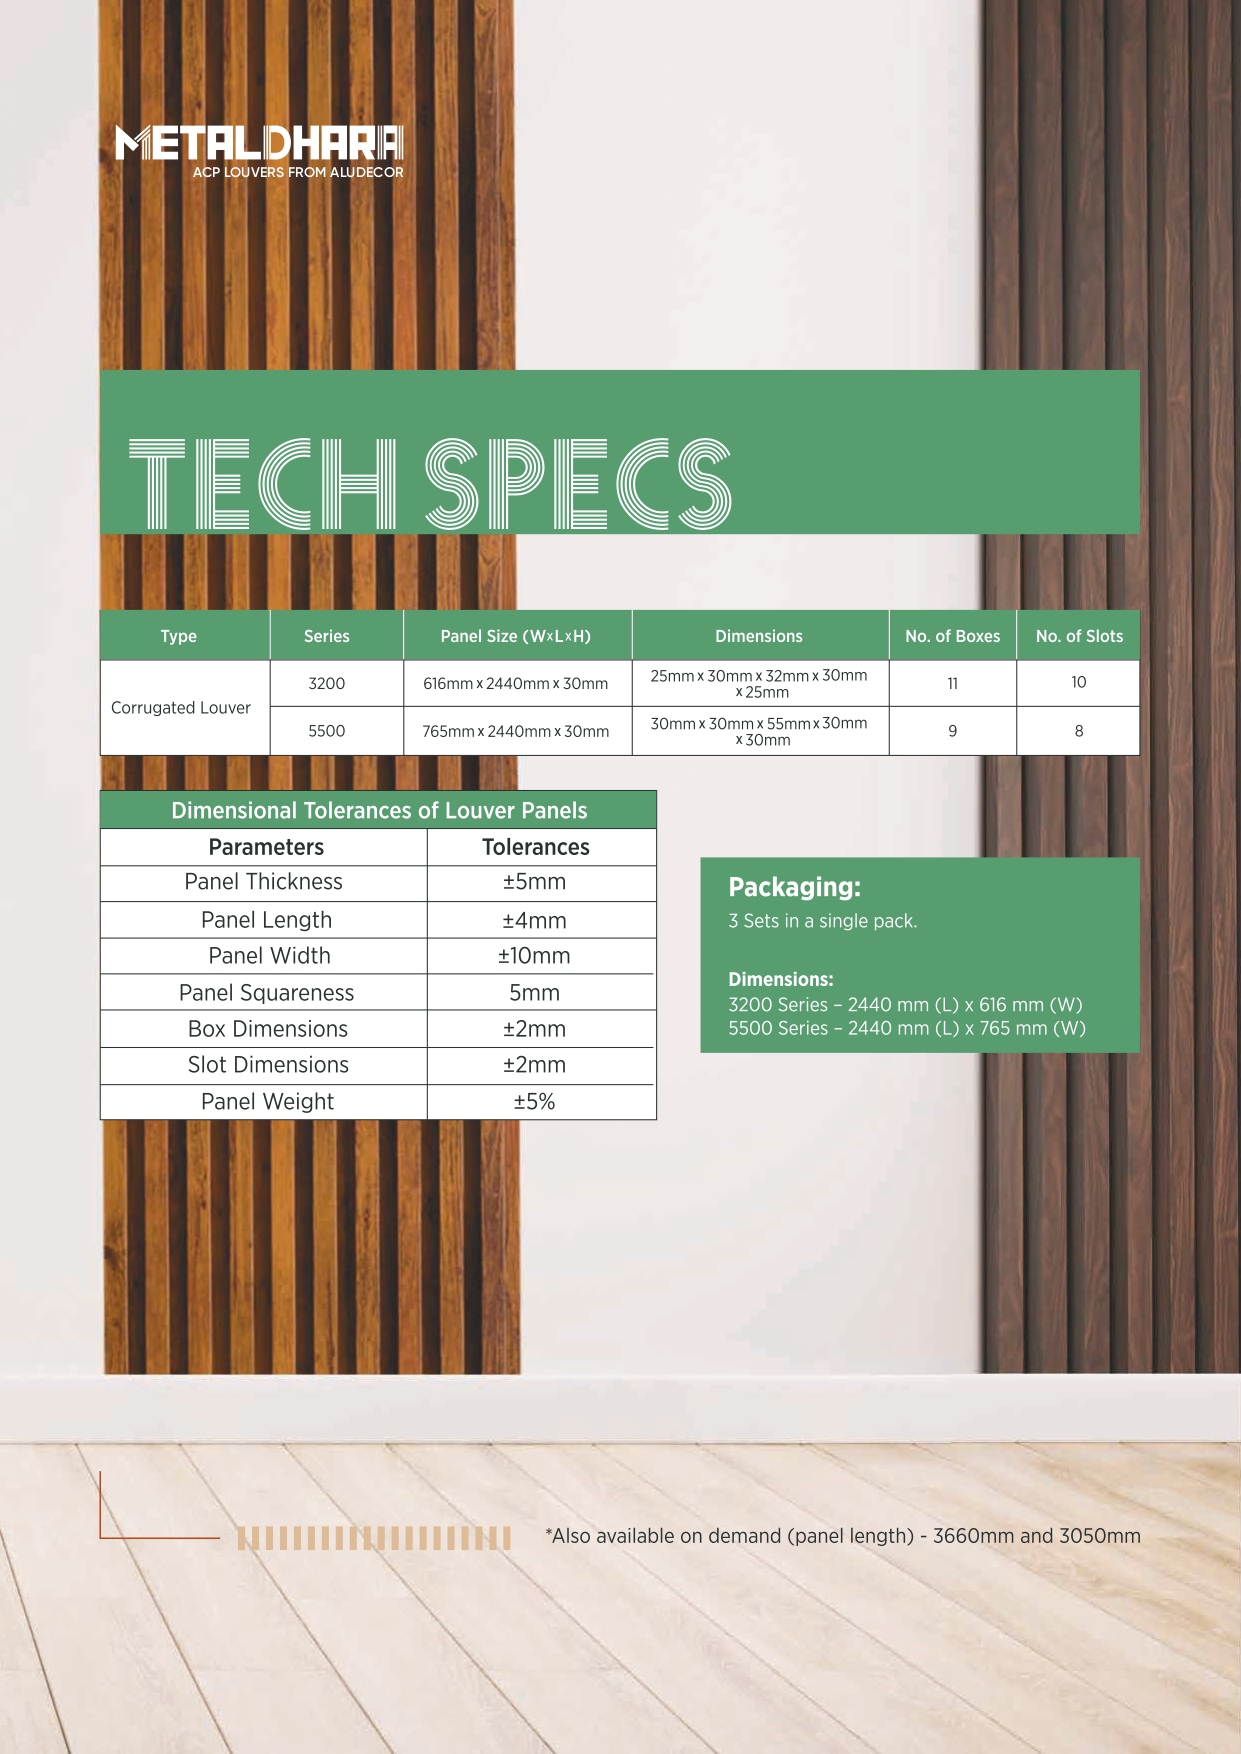 METALDHARA
ACP LOUVERS FROM ALUDECOR
TECH SPECS
Type Series Panel Size (WxLxH) Dimensions No. of Boxes No. of Slots
Corrugated Louver
3200 616mm x 2440mm x 30mm 25mm x 30mm x 32mm x 30mm
x 25mm 11 10
5500 765mm x 2440mm x 30mm 30mm x 30mm x 55mm x 30mm
x 30mm 9 8
Dimensional Tolerances of Louver Panels
Parameters Tolerances
Panel Thickness ±5mm
Panel Length ±4mm
Panel Width ±10mm
Panel Squareness 5mm
Box Dimensions ±2mm
Slot Dimensions ±2mm
Panel Weight ±5%
Packaging:
3 Sets in a single pack.
Dimensions:
3200 Series – 2440 mm (L) x 616 mm (W)
5500 Series – 2440 mm (L) x 765 mm (W)
*Also available on demand (panel length) - 3660mm and 3050mm